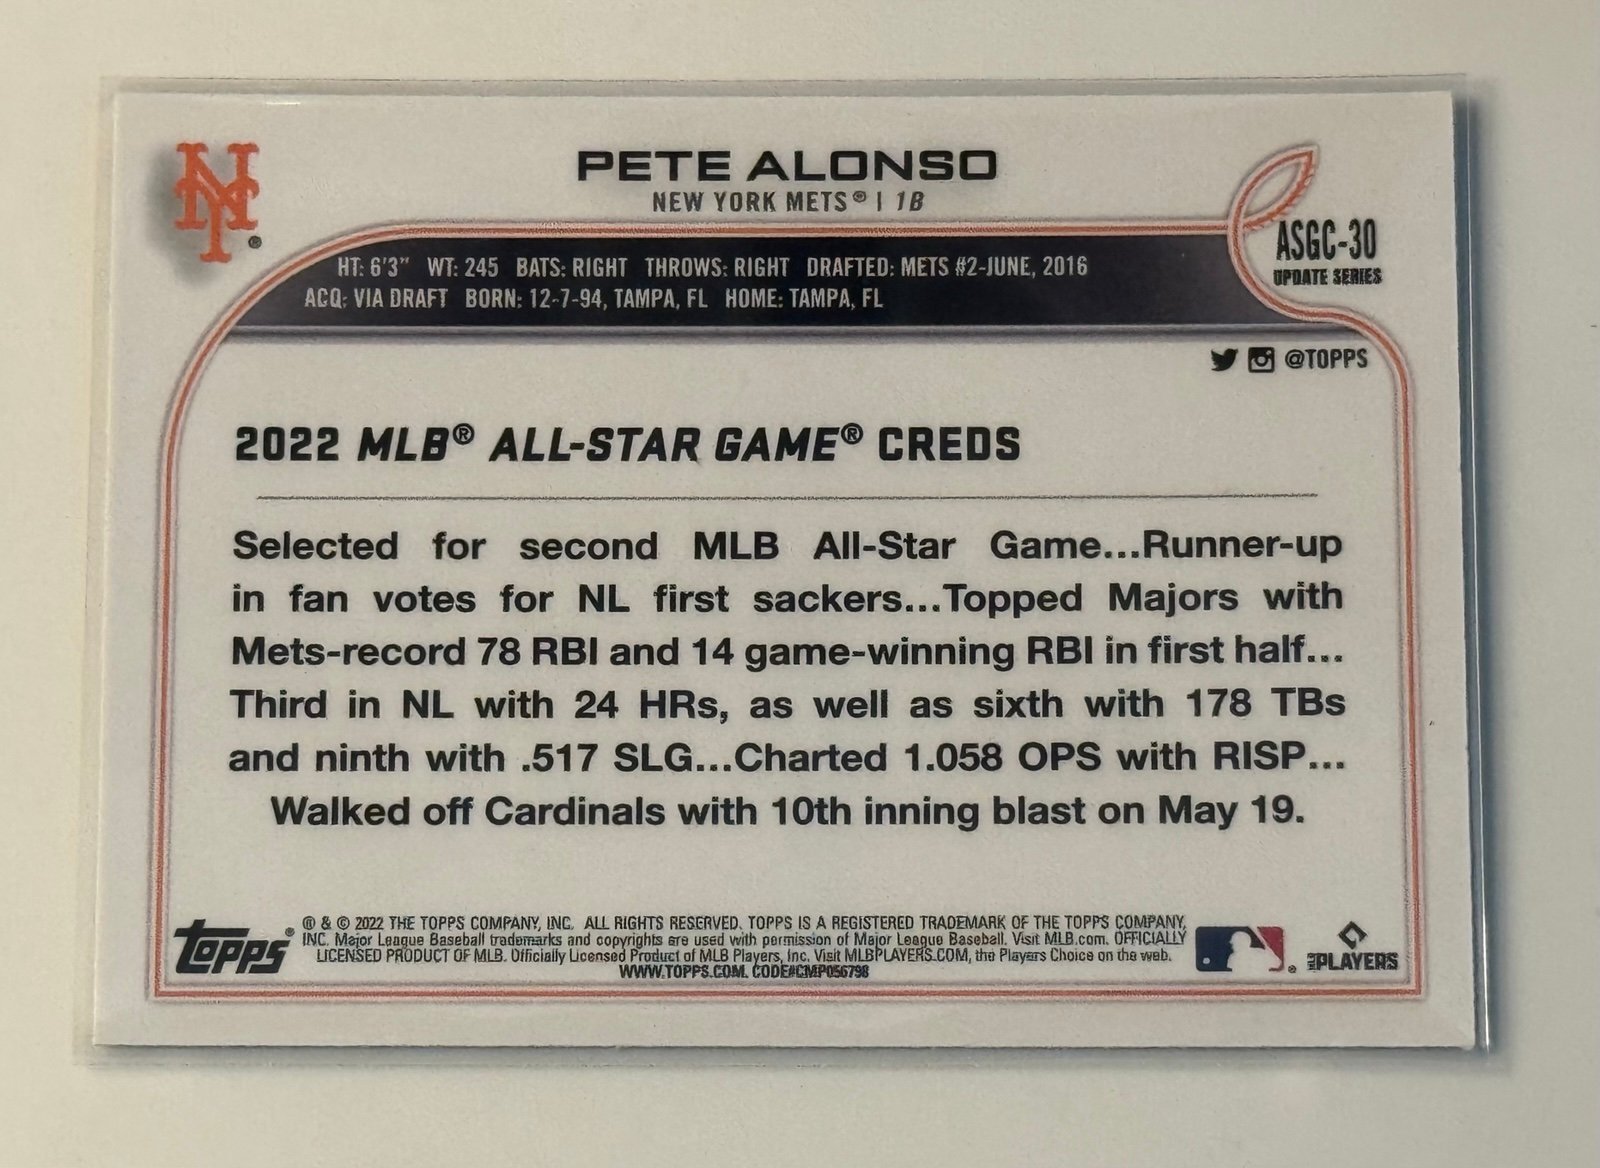 NY®
PETE ALONSO
NEW YORK METS® | 1B
ASGC-30
UPDATE SERIES
HT: 6'3" WT: 245 BATS: RIGHT THROWS: RIGHT DRAFTED: METS #2-JUNE, 2016
ACQ: VIA DRAFT BORN: 12-7-94, TAMPA, FL HOME: TAMPA, FL
@TOPPS
2022 MLB® ALL-STAR GAME® CREDS
Selected for second MLB All-Star Game...Runner-up
in fan votes for NL first sackers...Topped Majors with
Mets-record 78 RBI and 14 game-winning RBI in first half...
Third in NL with 24 HRs, as well as sixth with 178 TBs
and ninth with .517 SLG...Charted 1.058 OPS with RISP...
Walked off Cardinals with 10th inning blast on May 19.
Topps®
® & © 2022 THE TOPPS COMPANY, INC. ALL RIGHTS RESERVED. TOPPS IS A REGISTERED TRADEMARK OF THE TOPPS COMPANY,
INC. Major League Baseball trademarks and copyrights are used with permission of Major League Baseball. Visit MLB.com. OFFICIALLY
LICENSED PRODUCT OF MLB. Officially Licensed Product of MLB Players, Inc. Visit MLBPLAYERS.COM, the Players Choice on the web.
WWW.TOPPS.COM. CODE#CMP056798
MLB PLAYERS